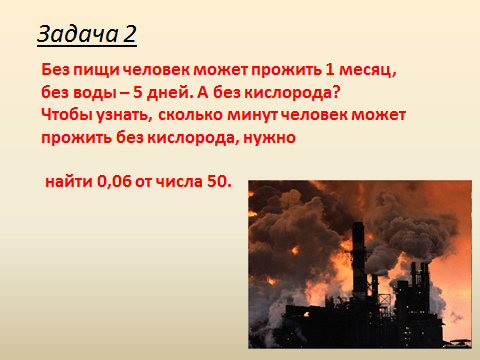 Задача 2
Без пищи человек может прожить 1 месяц,
без воды – 5 дней. А без кислорода?
Чтобы узнать, сколько минут человек может
прожить без кислорода, нужно
найти 0,06 от числа 50.